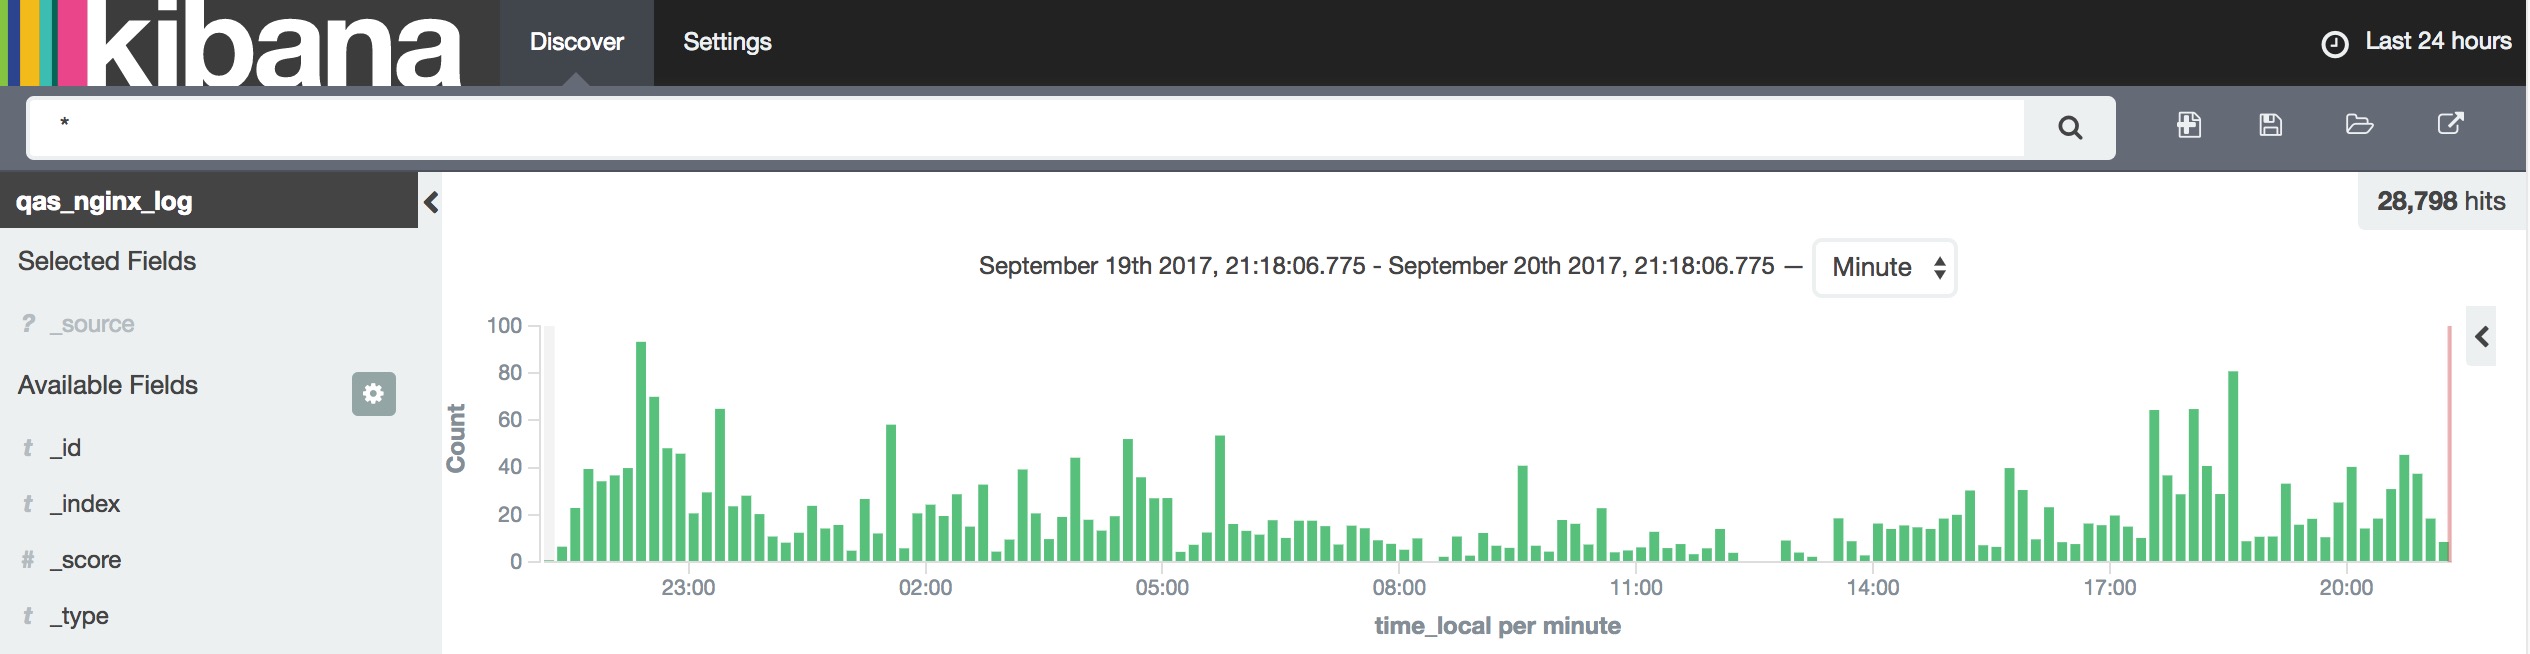 kibana
Discover
Settings
Last 24 hours
*
qas_nginx_log
28,798 hits
Selected Fields
September 19th 2017, 21:18:06.775 - September 20th 2017, 21:18:06.775 — Minute
? _source
Available Fields
t _id
t _index
# _score
t _type
Count
100
80
60
40
20
0
23:00 02:00 05:00 08:00 11:00 14:00 17:00 20:00
time_local per minute